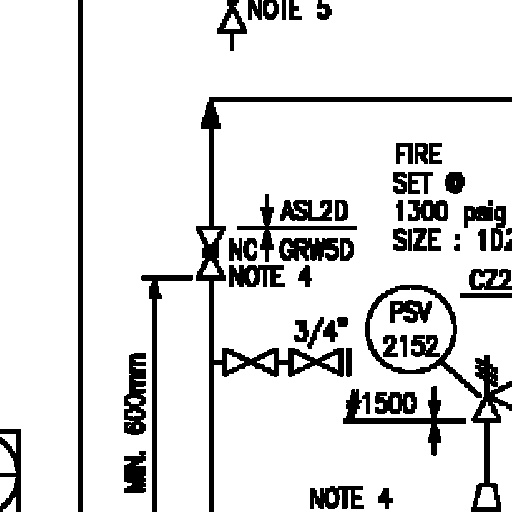 NOTE 5
FIRE
SET @
1300 psig
SIZE : 1D2
ASL2D
NC GRW5D
NOTE 4
CZ2
PSV
2152
3/4"
#1500
MIN. 600mm
NOTE 4